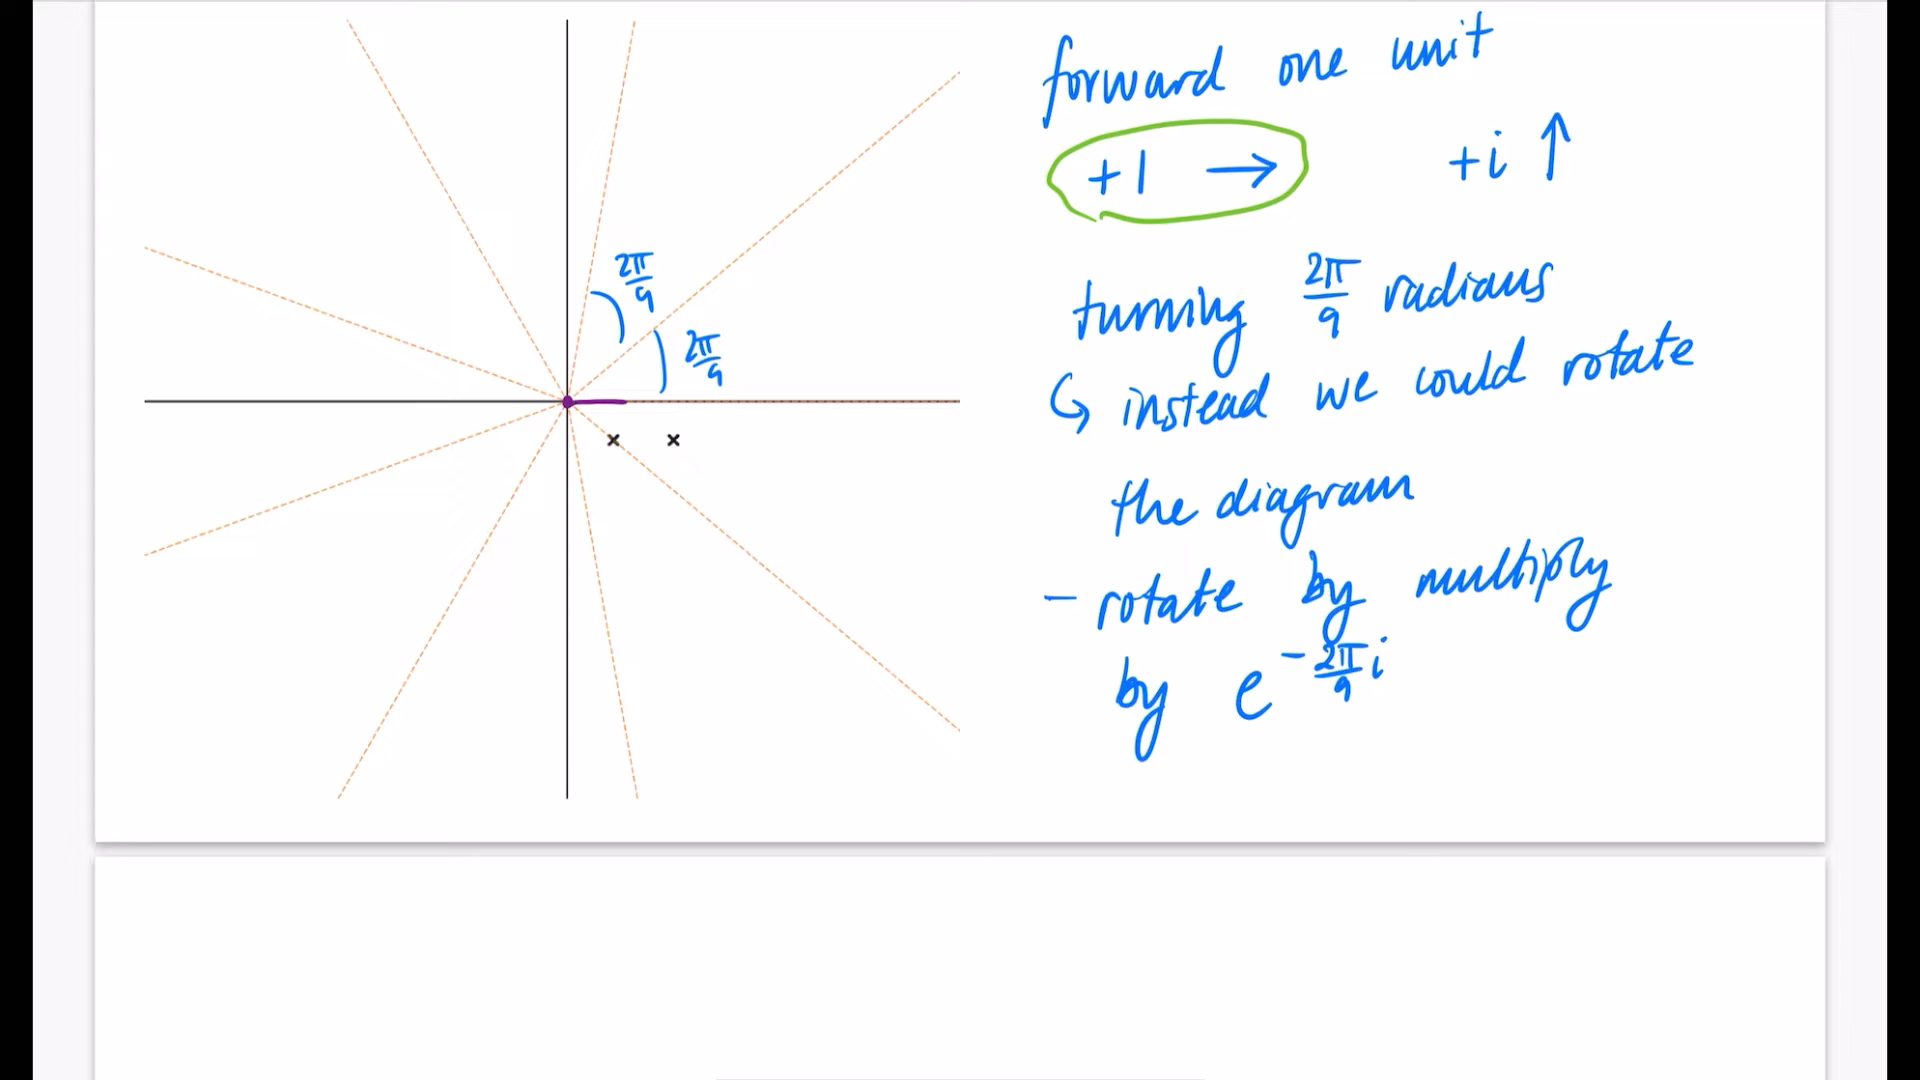 forward one unit
+1 → +i ↑
turning 2π/9 radians
↳ instead we could rotate
the diagram
- rotate by multiply
by e^(-2π/9 i)
2π/9
2π/9
× ×